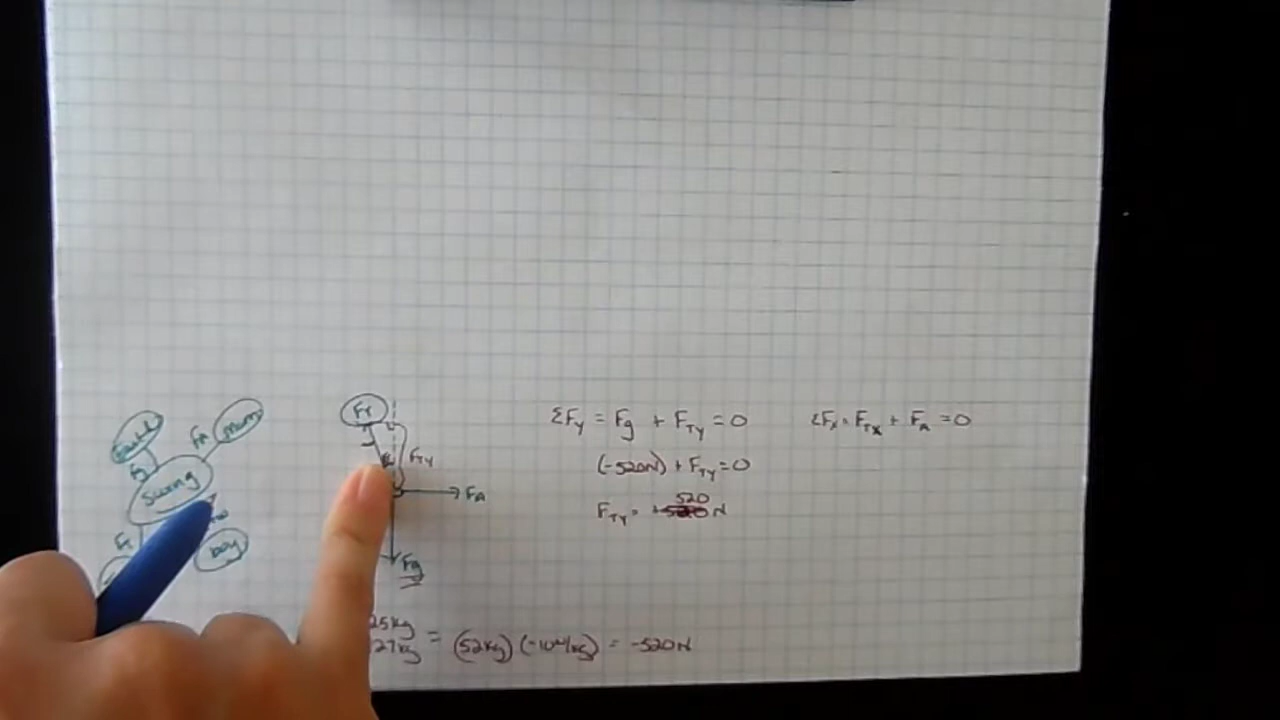 ΣFy = Fg + FTy = 0
ΣFx = FTx + FA = 0
(-520N) + FTy = 0
520
FTy = + N
Earth
FA
Mom
Fg
Swing
FT
boy
FT
FTy
FA
Fg
25kg
27kg
= (52kg)(-10N/kg) = -520N